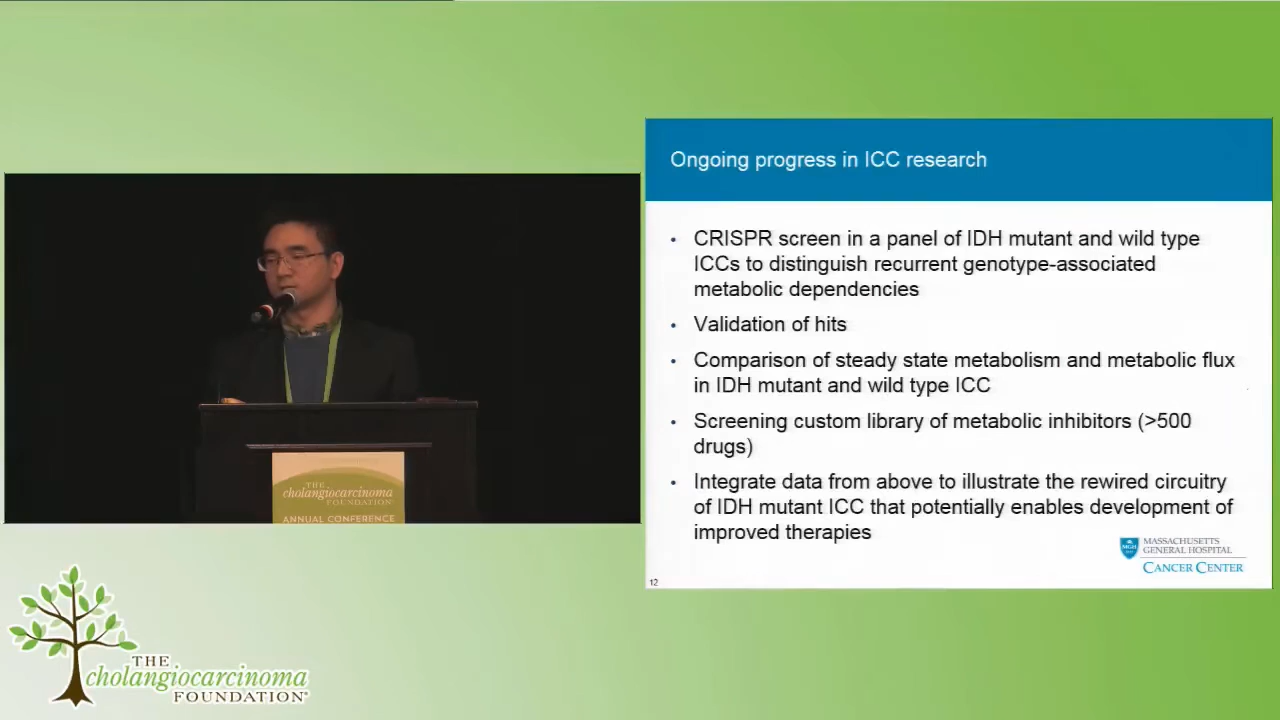 Ongoing progress in ICC research
• CRISPR screen in a panel of IDH mutant and wild type
ICCs to distinguish recurrent genotype-associated
metabolic dependencies
• Validation of hits
• Comparison of steady state metabolism and metabolic flux
in IDH mutant and wild type ICC
• Screening custom library of metabolic inhibitors (>500
drugs)
• Integrate data from above to illustrate the rewired circuitry
of IDH mutant ICC that potentially enables development of
improved therapies
MGH
MASSACHUSETTS
GENERAL HOSPITAL
CANCER CENTER
12
THE
cholangiocarcinoma
FOUNDATION
ANNUAL CONFERENCE
THE
cholangiocarcinoma
FOUNDATION